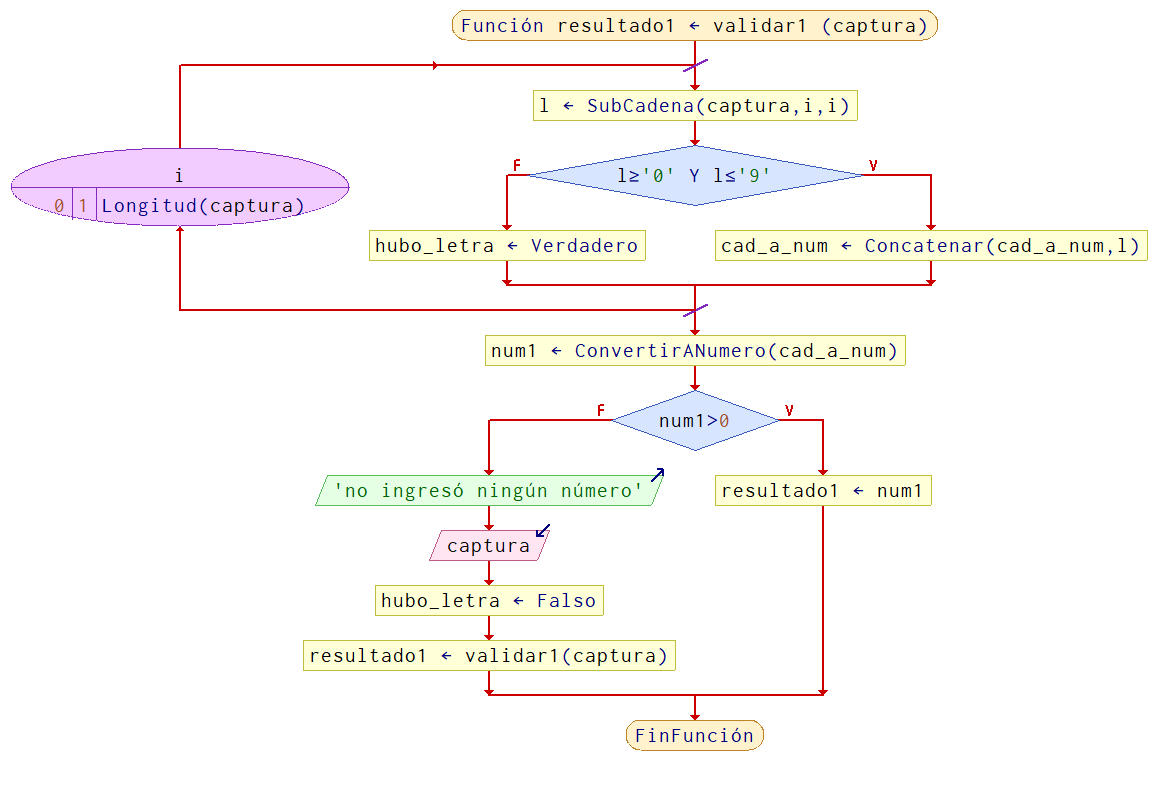 Función resultado1 ← validar1 (captura)
l ← SubCadena(captura,i,i)
i
0 1 Longitud(captura)
F
l≥'0' Y l≤'9'
V
hubo_letra ← Verdadero
cad_a_num ← Concatenar(cad_a_num,l)
num1 ← ConvertirANumero(cad_a_num)
F
num1>0
V
'no ingresó ningún número'
resultado1 ← num1
captura
hubo_letra ← Falso
resultado1 ← validar1(captura)
FinFunción